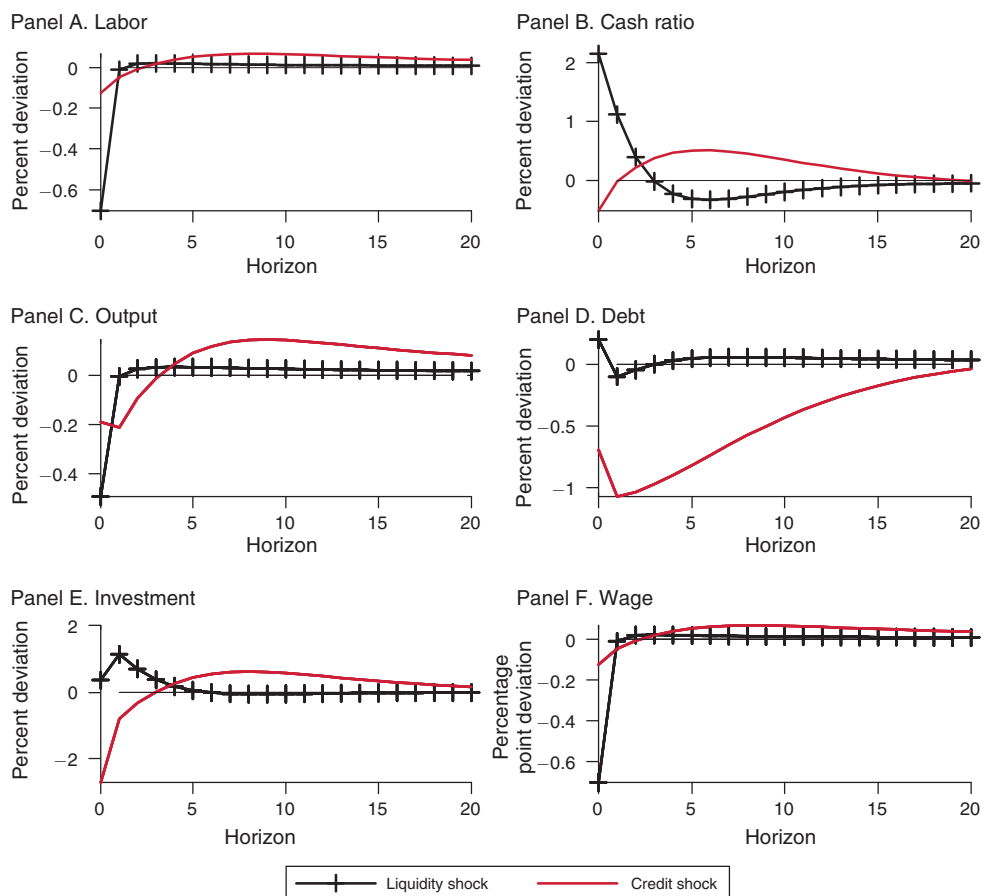 Panel A. Labor
Percent deviation
0
−0.2
−0.4
−0.6
0 5 10 15 20
Horizon
Panel B. Cash ratio
Percent deviation
2
1
0
0 5 10 15 20
Horizon
Panel C. Output
Percent deviation
0
−0.2
−0.4
0 5 10 15 20
Horizon
Panel D. Debt
Percent deviation
0
−0.5
−1
0 5 10 15 20
Horizon
Panel E. Investment
Percent deviation
2
0
−2
0 5 10 15 20
Horizon
Panel F. Wage
Percentage
point deviation
0
−0.2
−0.4
−0.6
0 5 10 15 20
Horizon
Liquidity shock Credit shock